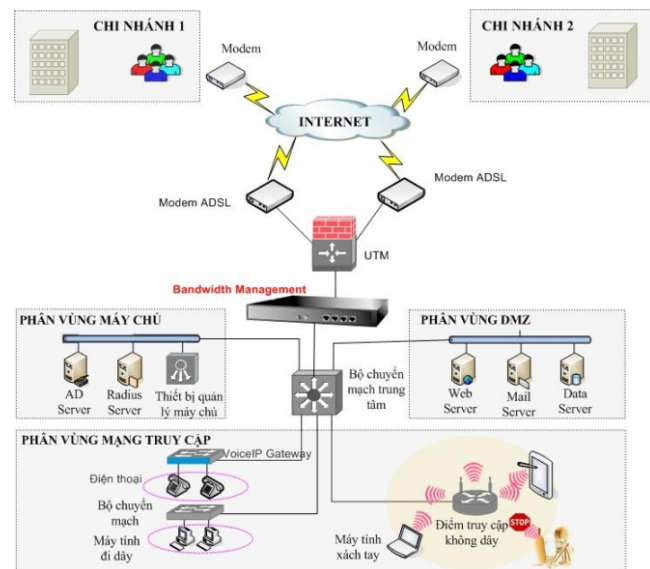 CHI NHÁNH 1
Modem
Modem
CHI NHÁNH 2
INTERNET
Modem ADSL
Modem ADSL
UTM
Bandwidth Management
PHÂN VÙNG MÁY CHỦ
AD
Server
Radius
Server
Thiết bị quản
lý máy chủ
Bộ chuyển
mạch trung
tâm
PHÂN VÙNG DMZ
Web
Server
Mail
Server
Data
Server
PHÂN VÙNG MẠNG TRUY CẬP
VoiceIP Gateway
Điện thoại
Bộ chuyển
mạch
Máy tính
đi dây
Máy tính
xách tay
Điểm truy cập
không dây
STOP